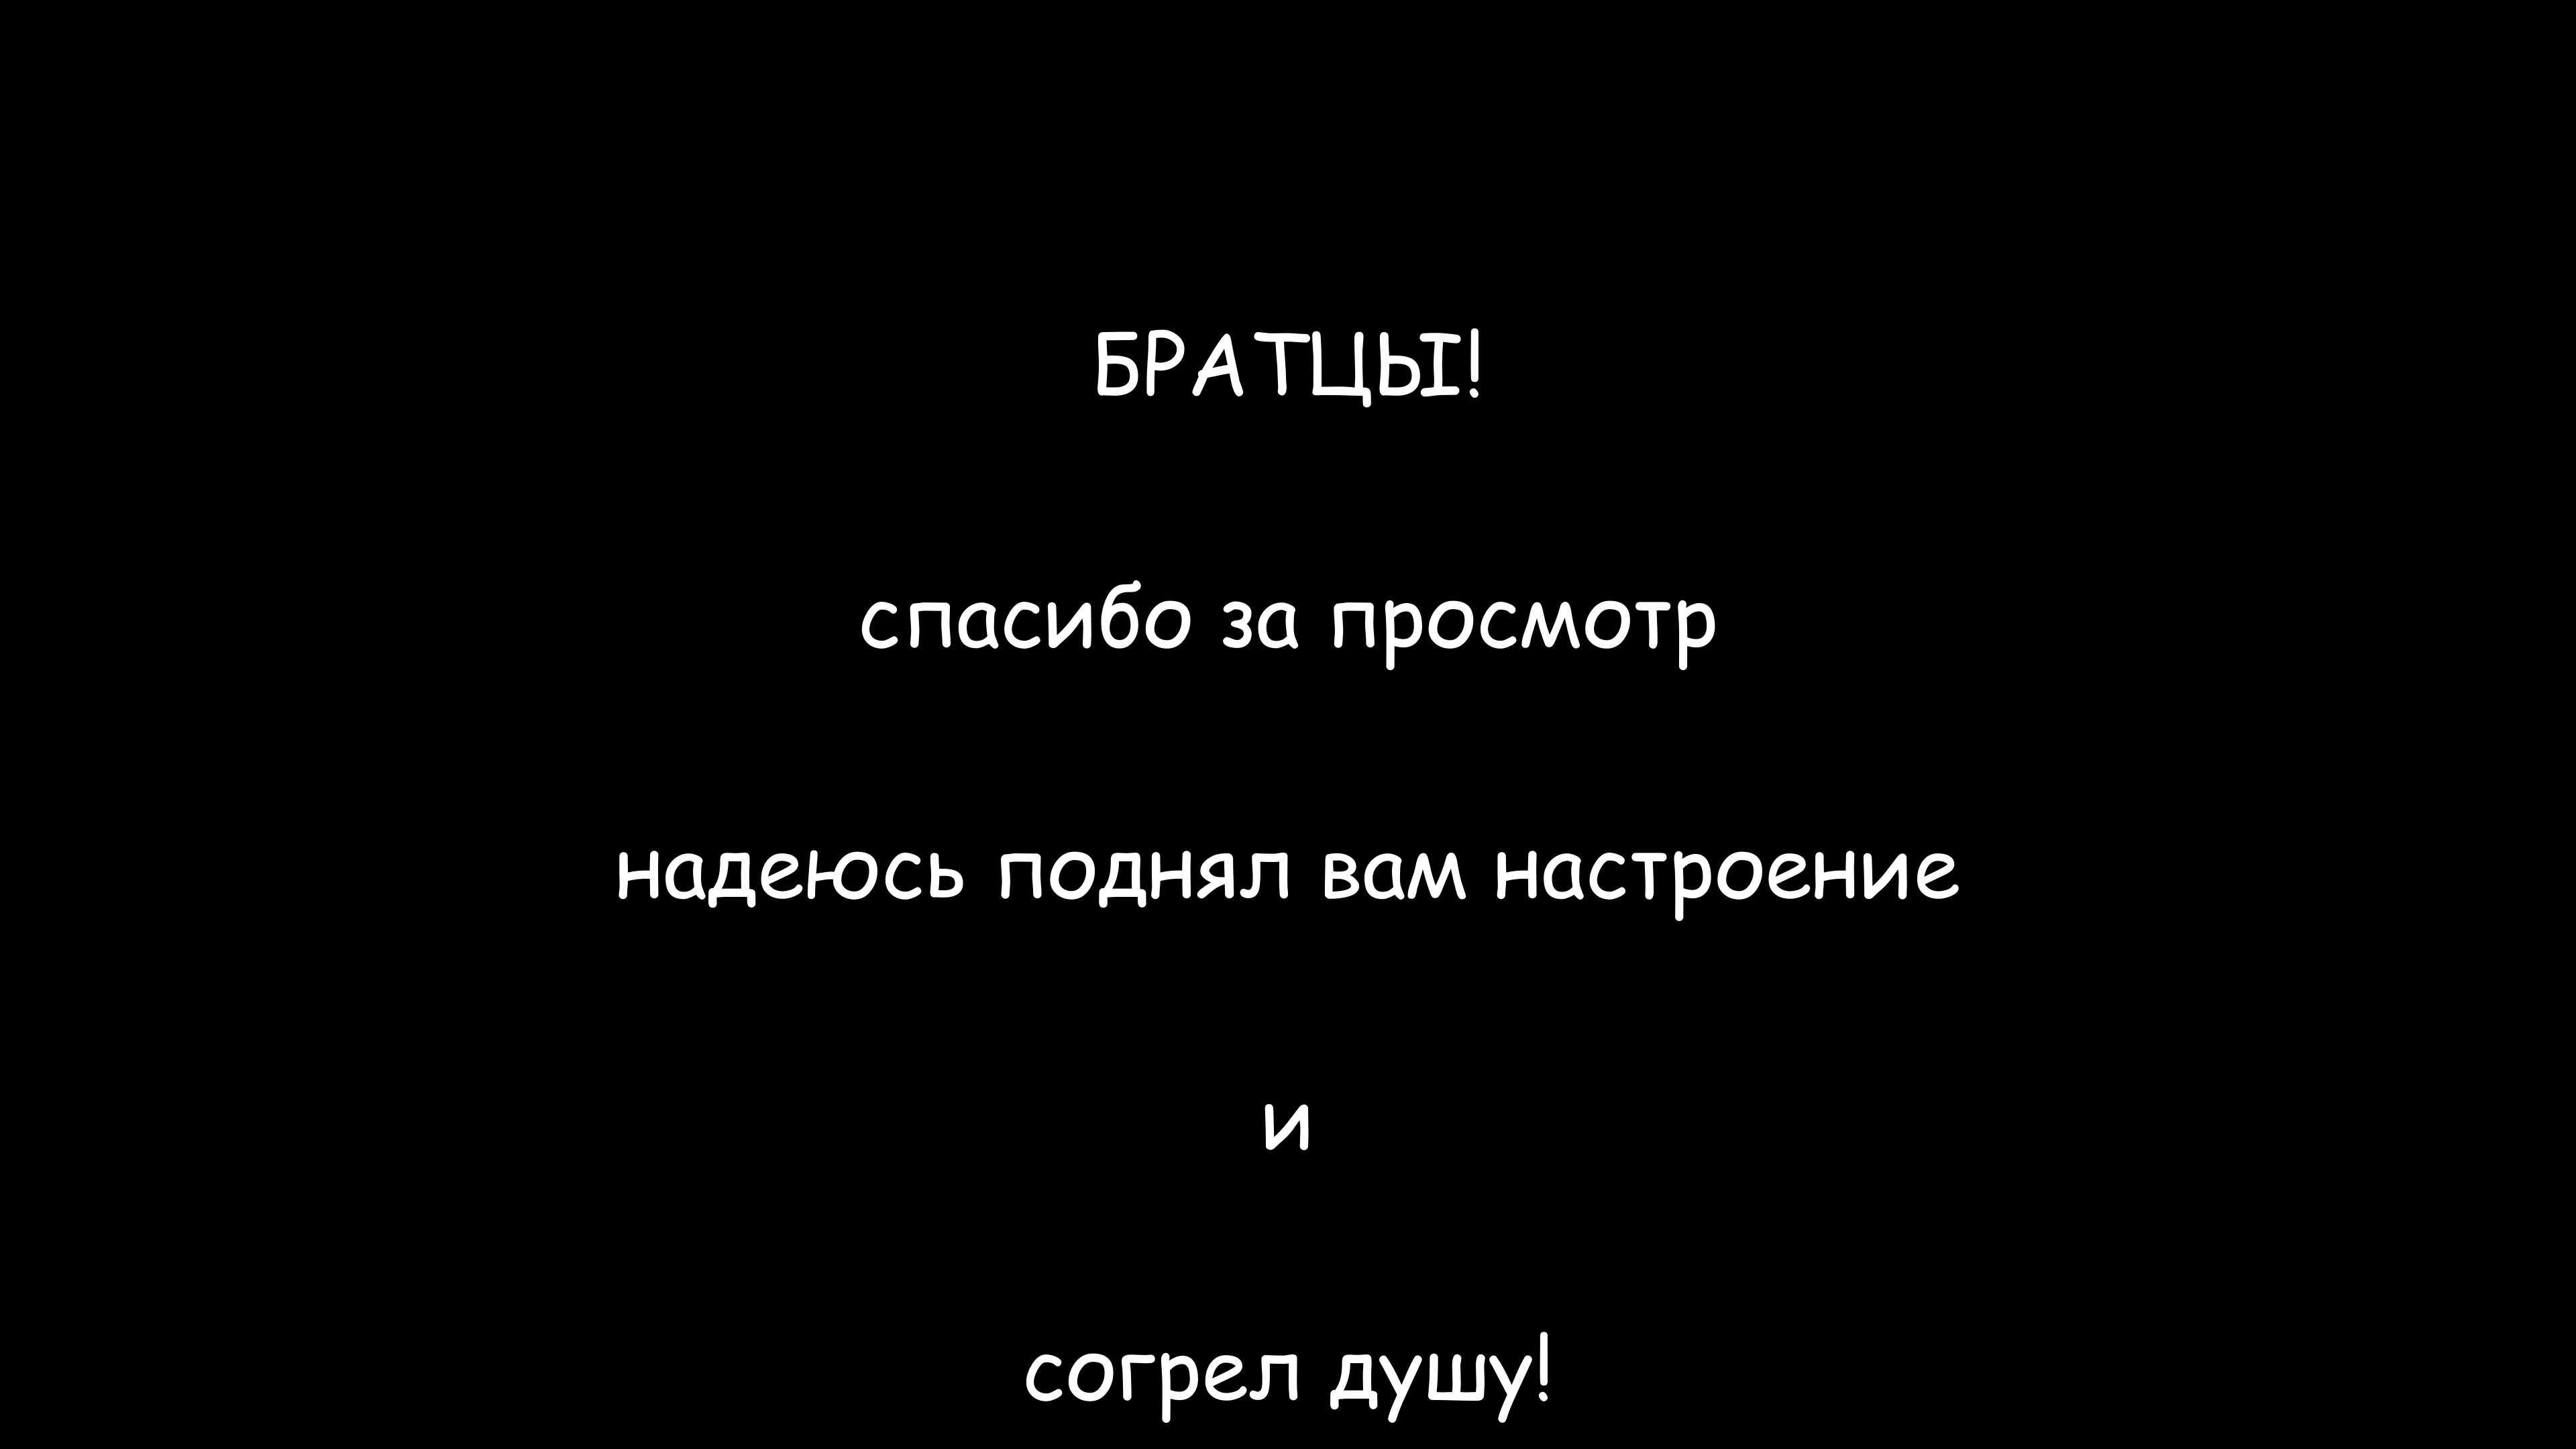 БРАТЦЫ!
спасибо за просмотр
надеюсь поднял вам настроение
и
согрел душу!